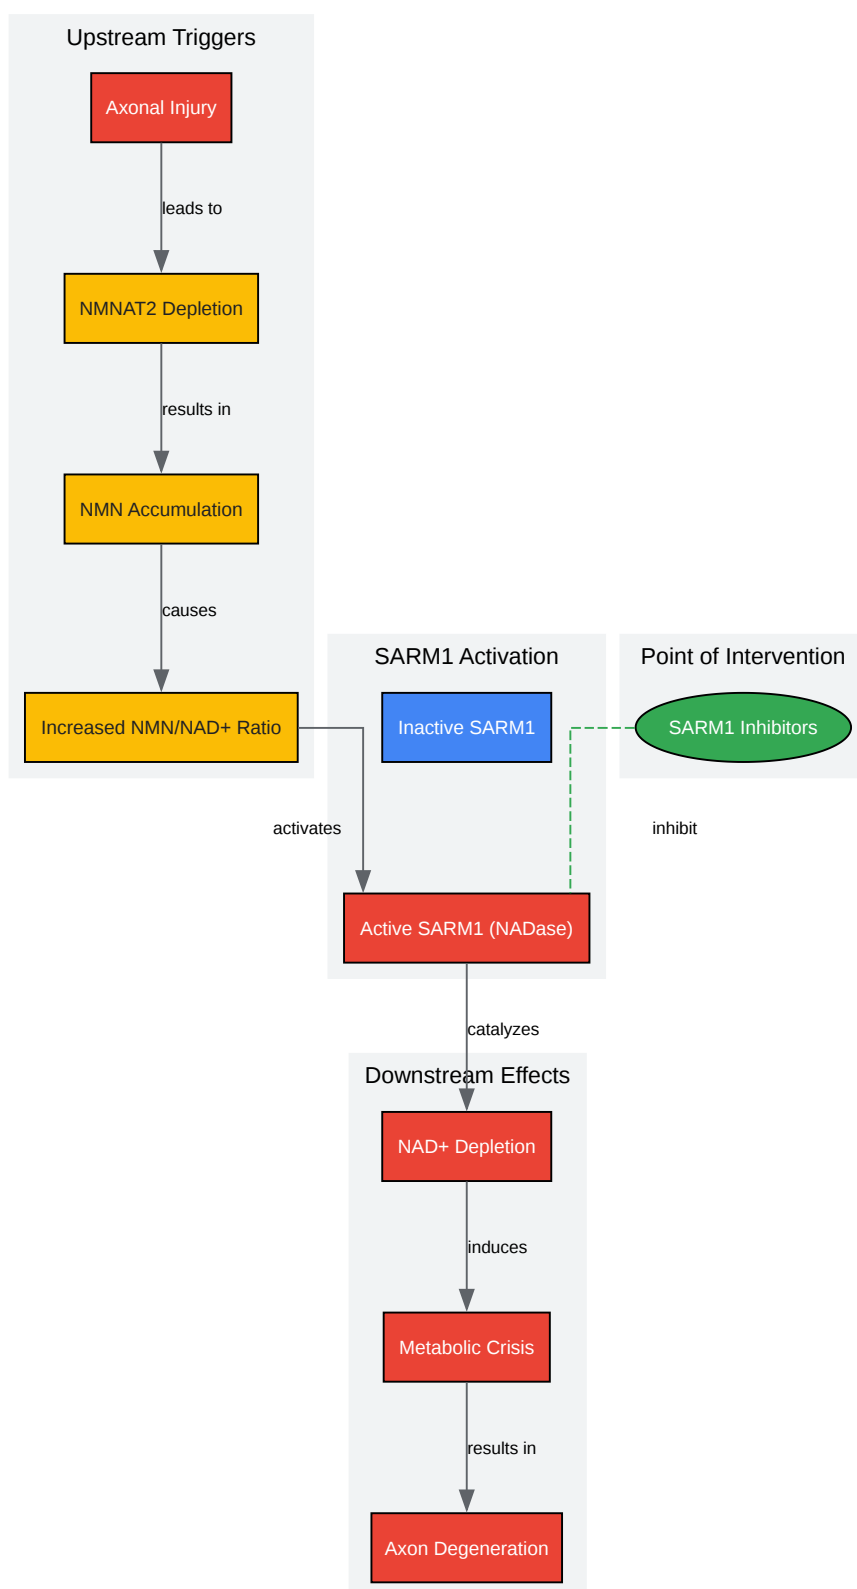 Upstream Triggers
Axonal Injury
leads to
NMNAT2 Depletion
results in
NMN Accumulation
causes
Increased NMN/NAD+ Ratio
activates
SARM1 Activation
Inactive SARM1
Active SARM1 (NADase)
Point of Intervention
SARM1 Inhibitors
inhibit
catalyzes
Downstream Effects
NAD+ Depletion
induces
Metabolic Crisis
results in
Axon Degeneration